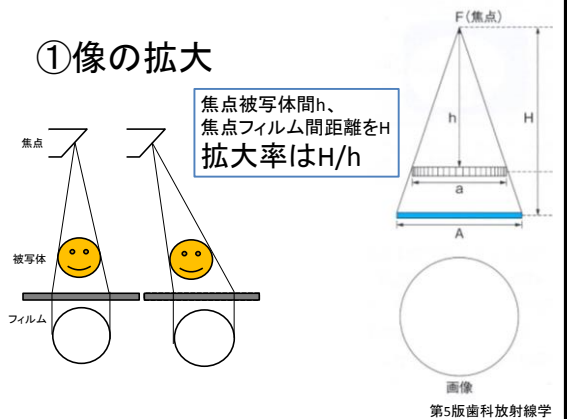 ①像の拡大
焦点被写体間h、
焦点フィルム間距離をH
拡大率はH/h
焦点
被写体
フィルム
F(焦点)
h
H
a
A
画像
第5版歯科放射線学